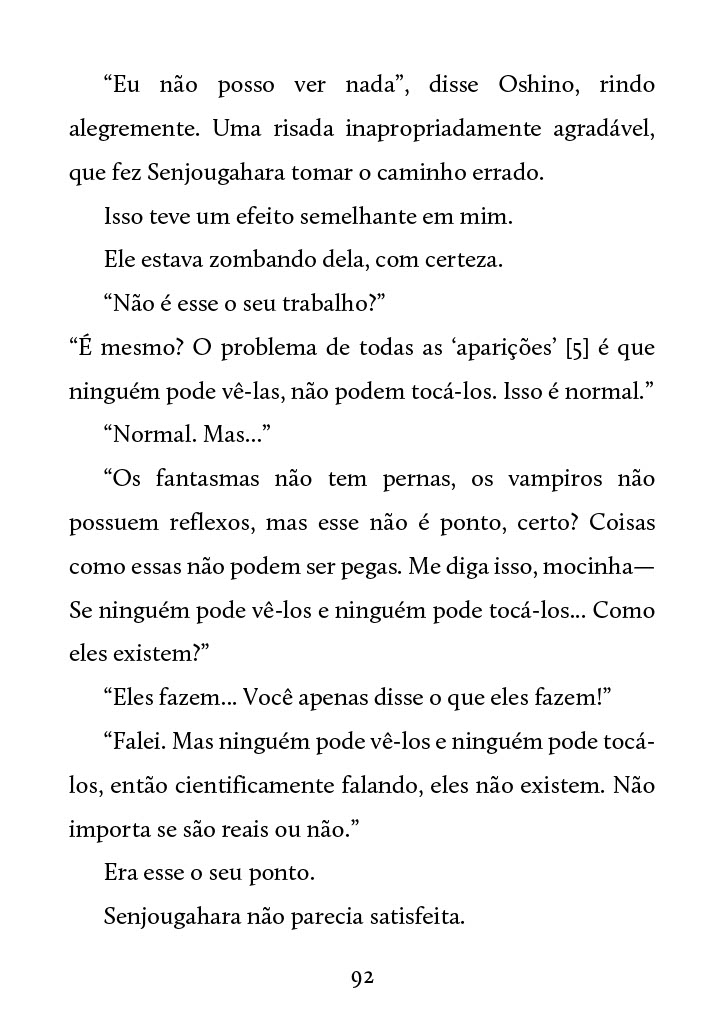 “Eu não posso ver nada”, disse Oshino, rindo
alegremente. Uma risada inapropriadamente agradável,
que fez Senjougahara tomar o caminho errado.
Isso teve um efeito semelhante em mim.
Ele estava zombando dela, com certeza.
“Não é esse o seu trabalho?”
“É mesmo? O problema de todas as ‘aparições’ [5] é que
ninguém pode vê-las, não podem tocá-los. Isso é normal.”
“Normal. Mas...”
“Os fantasmas não tem pernas, os vampiros não
possuem reflexos, mas esse não é ponto, certo? Coisas
como essas não podem ser pegas. Me diga isso, mocinha—
Se ninguém pode vê-los e ninguém pode tocá-los... Como
eles existem?”
“Eles fazem... Você apenas disse o que eles fazem!”
“Falei. Mas ninguém pode vê-los e ninguém pode tocá-
los, então cientificamente falando, eles não existem. Não
importa se são reais ou não.”
Era esse o seu ponto.
Senjougahara não parecia satisfeita.
92